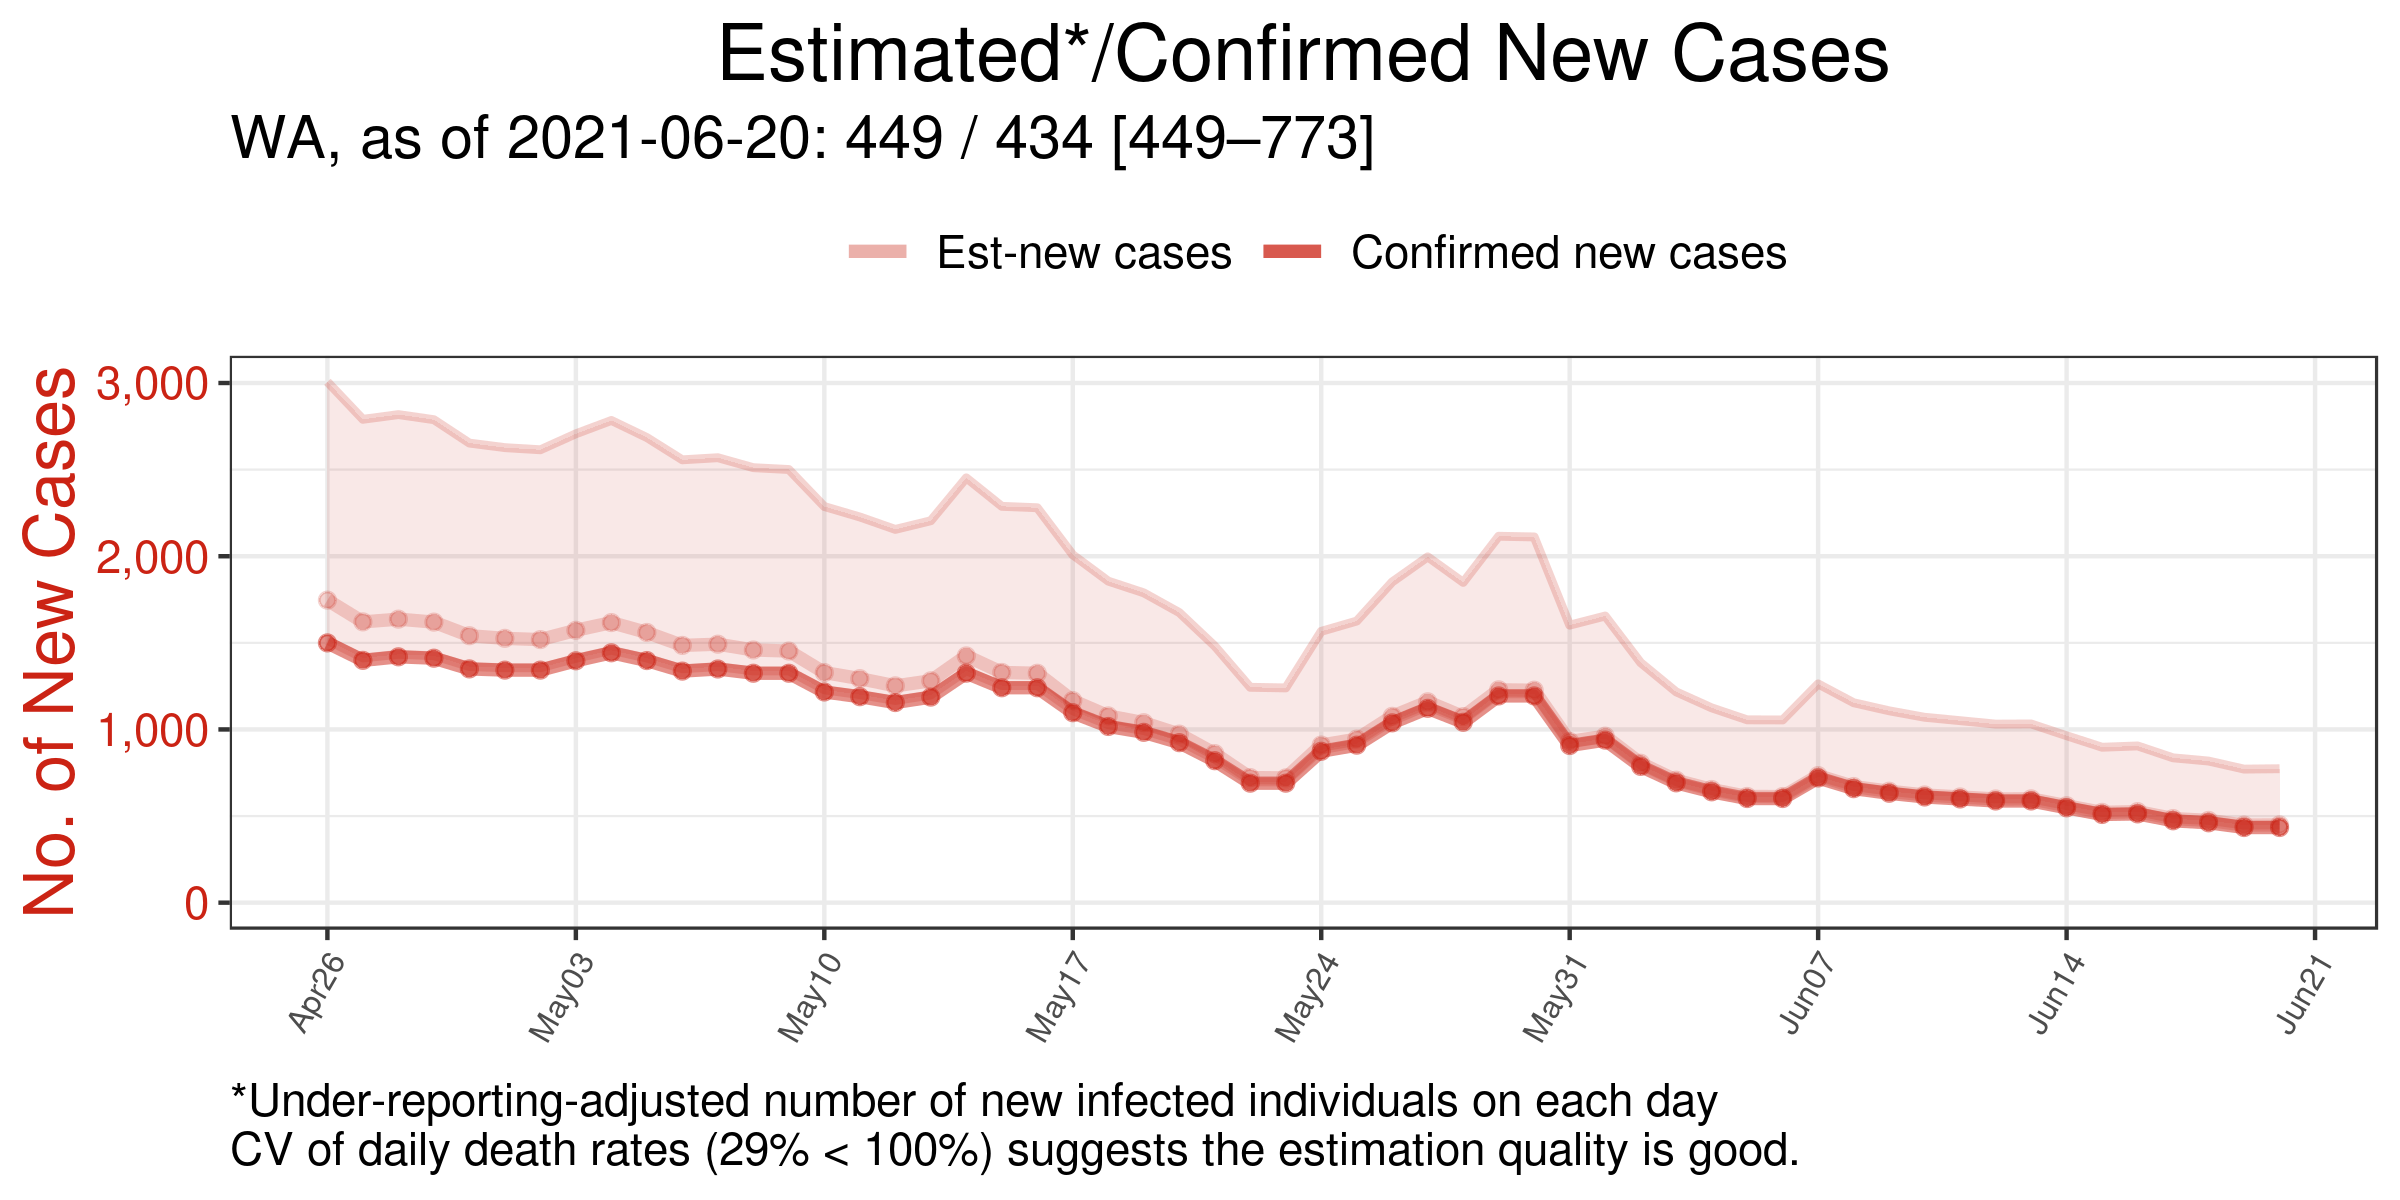 Estimated*/Confirmed New Cases
WA, as of 2021-06-20: 449 / 434 [449–773]
Est-new cases Confirmed new cases
No. of New Cases
3,000
2,000
1,000
0
Apr26 May03 May10 May17 May24 May31 Jun07 Jun14 Jun21
*Under-reporting-adjusted number of new infected individuals on each day
CV of daily death rates (29% < 100%) suggests the estimation quality is good.